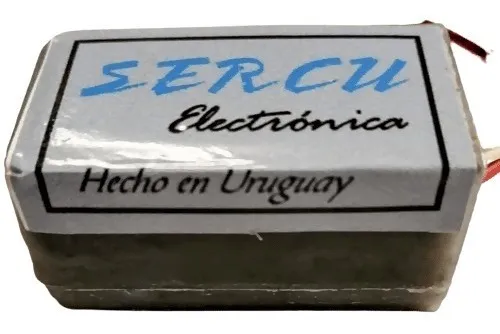 SERCU
Electrónica
Hecho en Uruguay